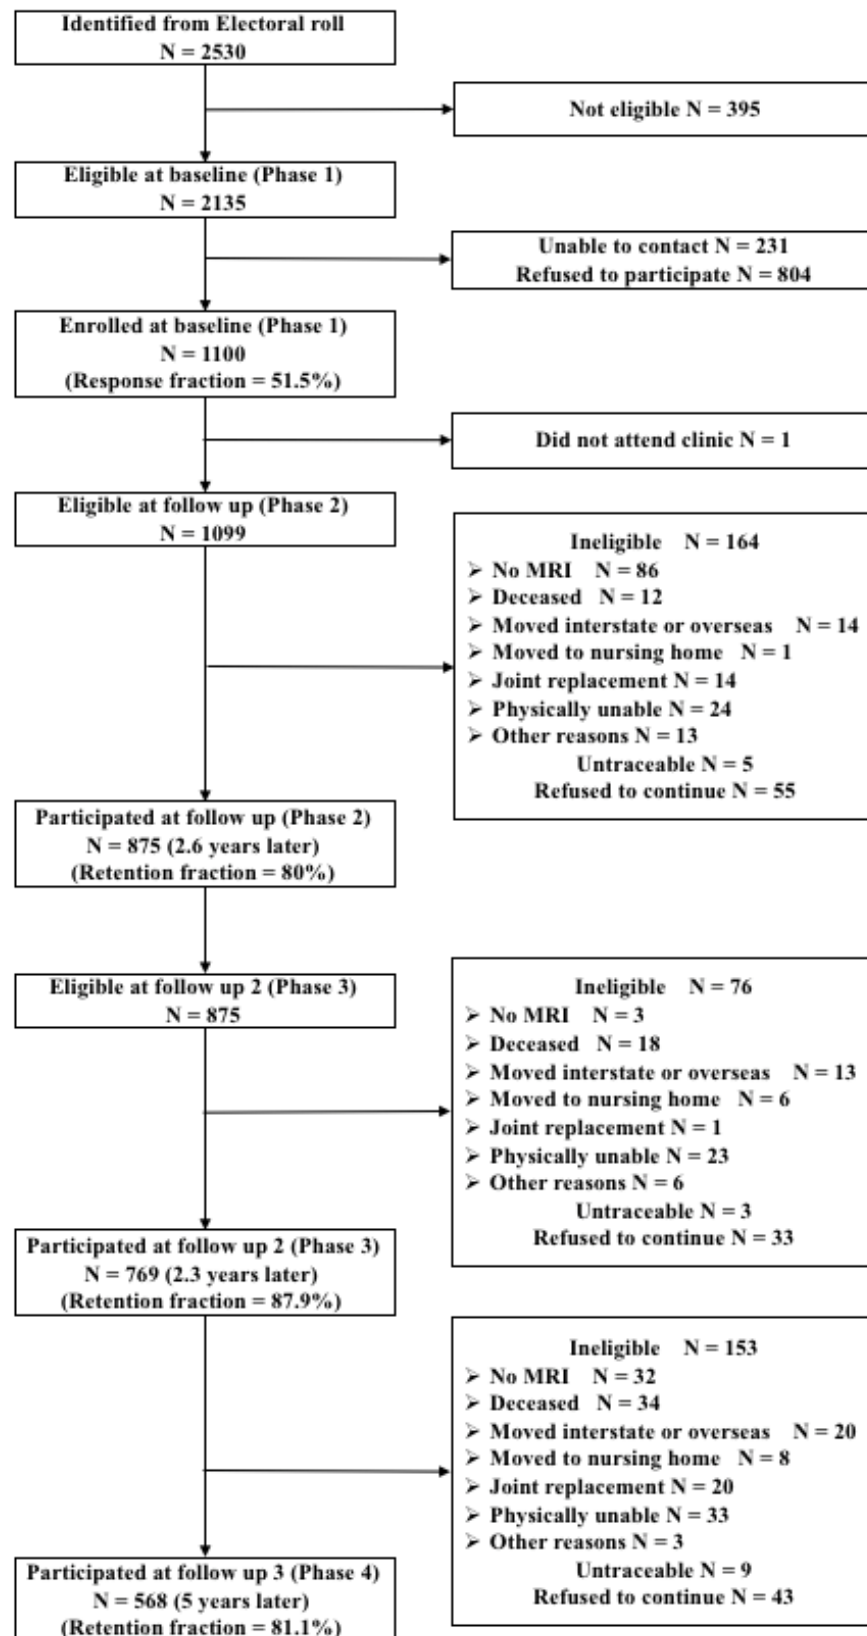 Identified from Electoral roll
N = 2530
Not eligible N = 395
Eligible at baseline (Phase 1)
N = 2135
Unable to contact N = 231
Refused to participate N = 804
Enrolled at baseline (Phase 1)
N = 1100
(Response fraction = 51.5%)
Did not attend clinic N = 1
Eligible at follow up (Phase 2)
N = 1099
Ineligible N = 164
➢ No MRI N = 86
➢ Deceased N = 12
➢ Moved interstate or overseas N = 14
➢ Moved to nursing home N = 1
➢ Joint replacement N = 14
➢ Physically unable N = 24
➢ Other reasons N = 13
Untraceable N = 5
Refused to continue N = 55
Participated at follow up (Phase 2)
N = 875 (2.6 years later)
(Retention fraction = 80%)
Eligible at follow up 2 (Phase 3)
N = 875
Ineligible N = 76
➢ No MRI N = 3
➢ Deceased N = 18
➢ Moved interstate or overseas N = 13
➢ Moved to nursing home N = 6
➢ Joint replacement N = 1
➢ Physically unable N = 23
➢ Other reasons N = 6
Untraceable N = 3
Refused to continue N = 33
Participated at follow up 2 (Phase 3)
N = 769 (2.3 years later)
(Retention fraction = 87.9%)
Ineligible N = 153
➢ No MRI N = 32
➢ Deceased N = 34
➢ Moved interstate or overseas N = 20
➢ Moved to nursing home N = 8
➢ Joint replacement N = 20
➢ Physically unable N = 33
➢ Other reasons N = 3
Untraceable N = 9
Refused to continue N = 43
Participated at follow up 3 (Phase 4)
N = 568 (5 years later)
(Retention fraction = 81.1%)